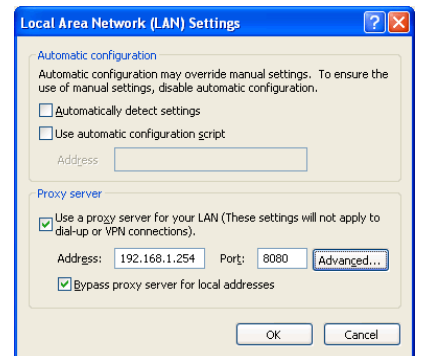 Local Area Network (LAN) Settings
Automatic configuration
Automatic configuration may override manual settings. To ensure the
use of manual settings, disable automatic configuration.
Automatically detect settings
Use automatic configuration script
Address
Proxy server
Use a proxy server for your LAN (These settings will not apply to
dial-up or VPN connections).
Address: 192.168.1.254 Port: 8080 Advanced...
Bypass proxy server for local addresses
OK Cancel